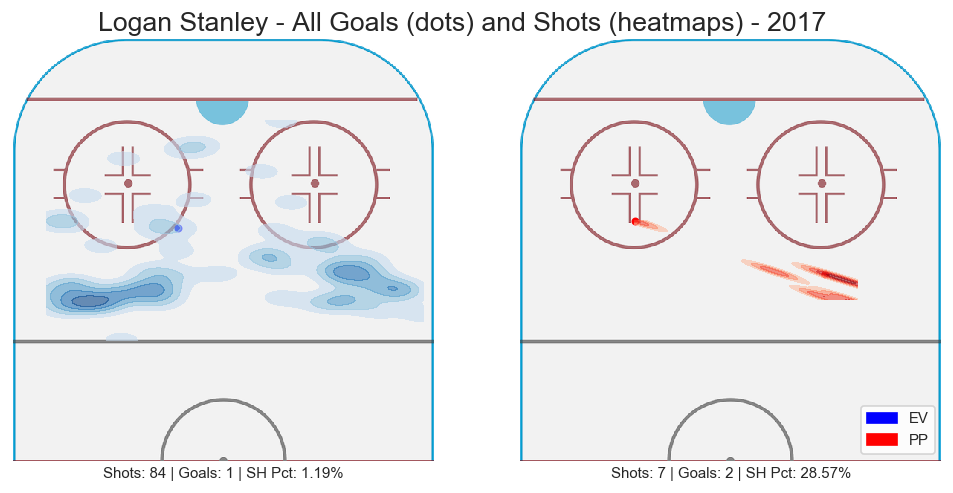 Logan Stanley - All Goals (dots) and Shots (heatmaps) - 2017
EV
PP
Shots: 84 | Goals: 1 | SH Pct: 1.19%
Shots: 7 | Goals: 2 | SH Pct: 28.57%